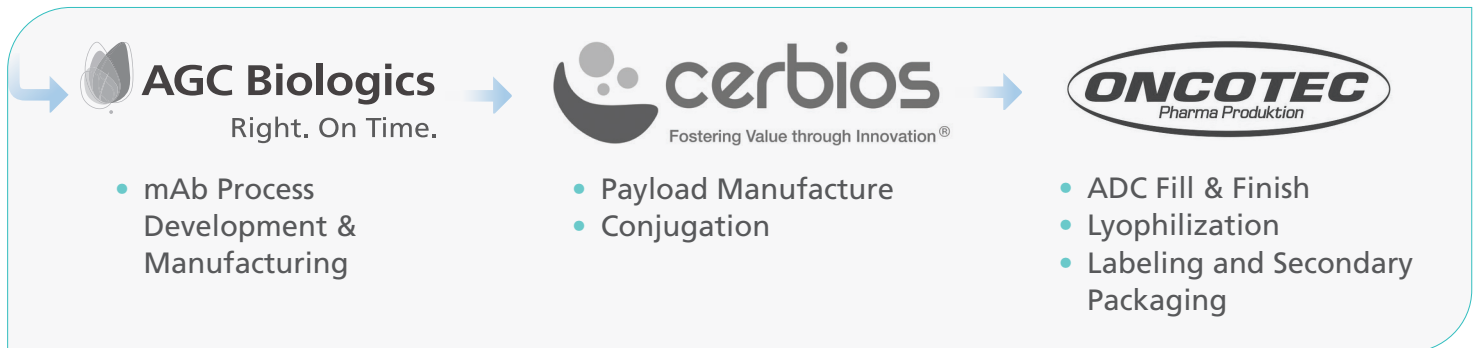 AGC Biologics
Right. On Time.
• mAb Process
Development &
Manufacturing
cerbios
Fostering Value through Innovation®
• Payload Manufacture
• Conjugation
ONCOTEC
Pharma Produktion
• ADC Fill & Finish
• Lyophilization
• Labeling and Secondary
Packaging